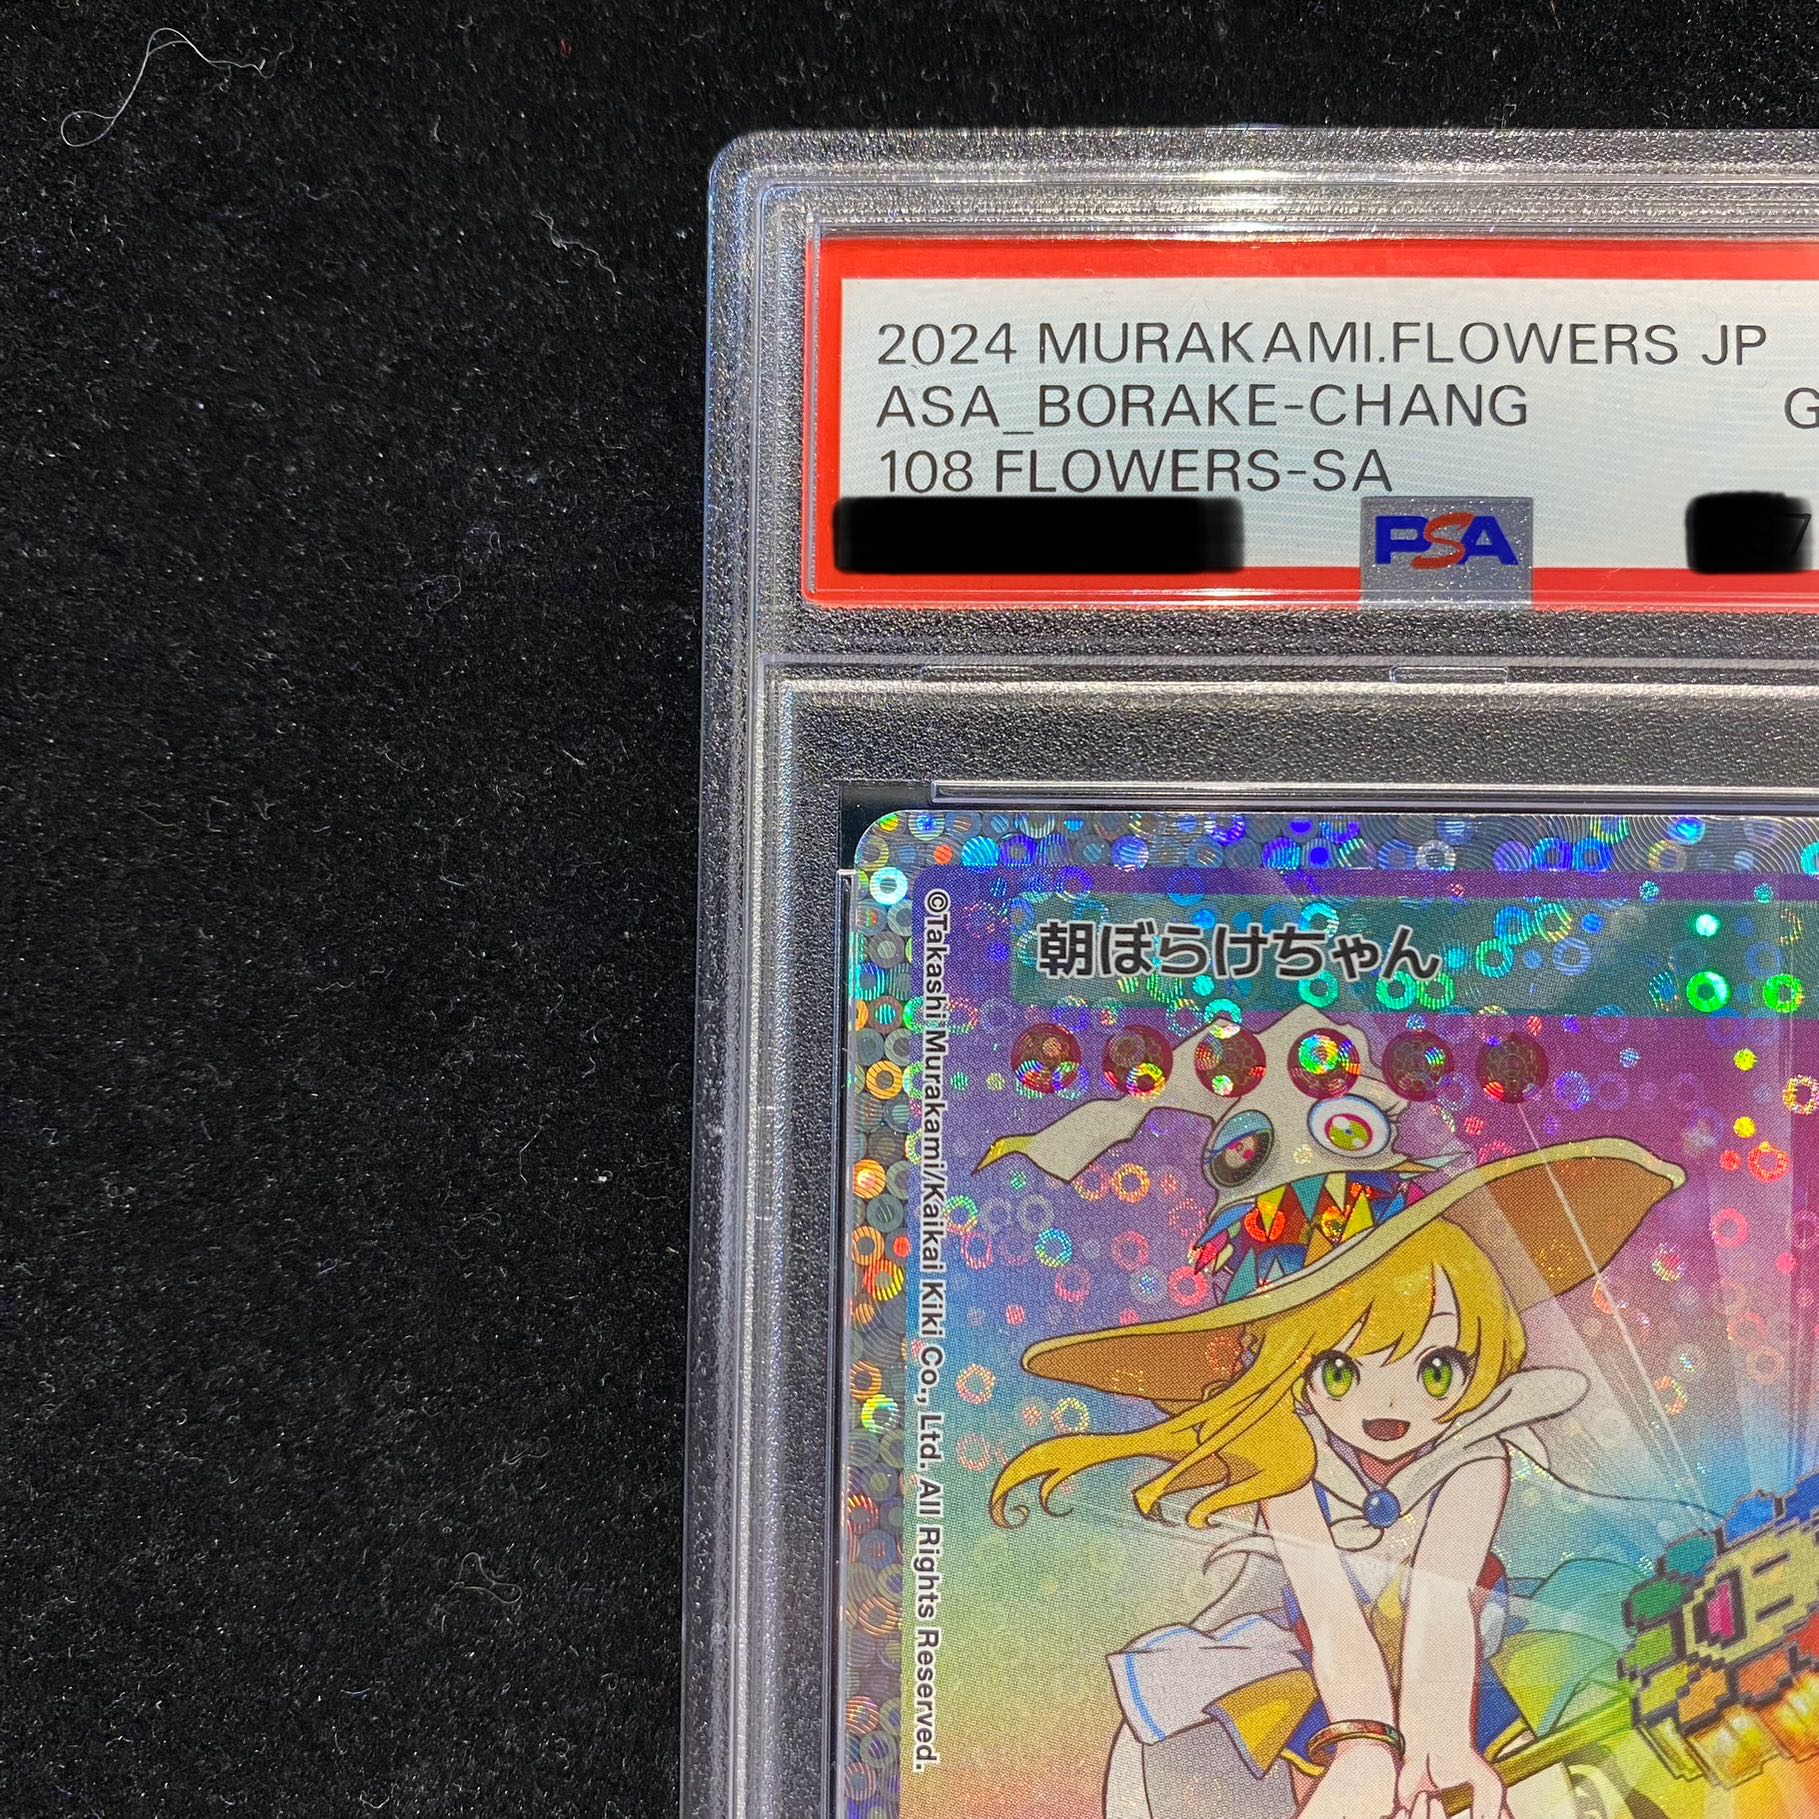 2024 MURAKAMI.FLOWERS JP
ASA_BORAKE-CHANG G
108 FLOWERS-SA
PSA 7
朝ぼらけちゃん
©Takashi Murakami/Kaikai Kiki Co., Ltd. All Rights Reserved.